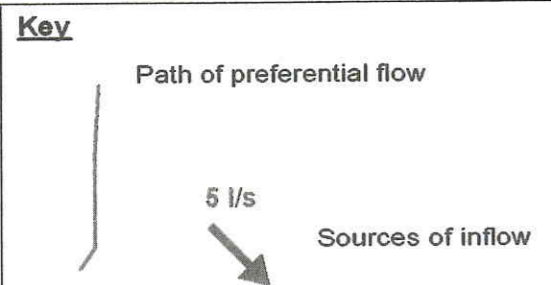 Key
Path of preferential flow
5 l/s
Sources of inflow